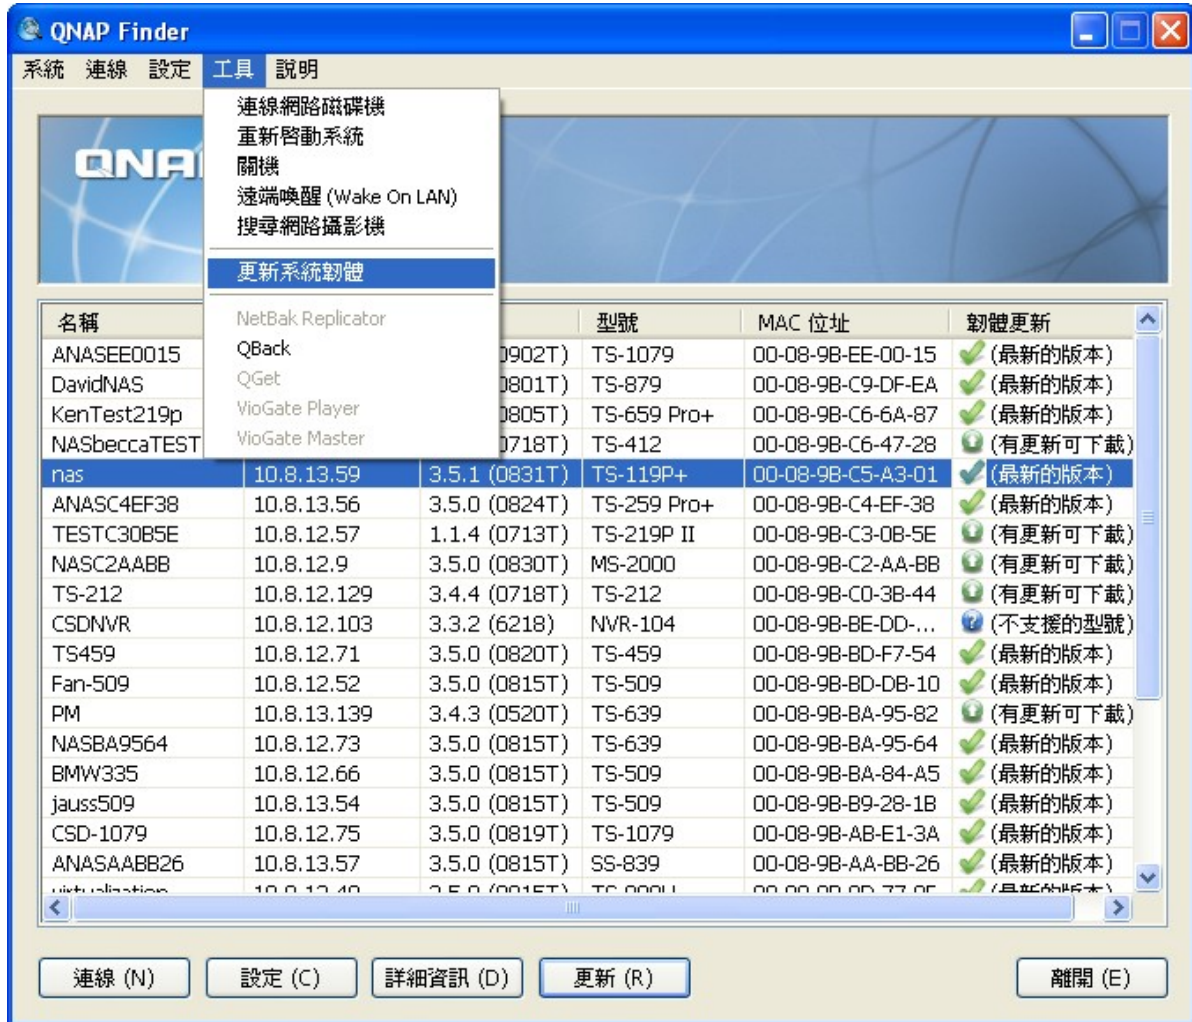 QNAP Finder
系統 連線 設定 工具 說明
連線網路磁碟機
重新啓動系統
關機
遠端喚醒 (Wake On LAN)
搜尋網路攝影機
更新系統韌體
NetBak Replicator
QBack
QGet
VioGate Player
VioGate Master
名稱 型號 MAC 位址 韌體更新
ANASEE0015 0902T) TS-1079 00-08-9B-EE-00-15 (最新的版本)
DavidNAS 0801T) TS-879 00-08-9B-C9-DF-EA (最新的版本)
KenTest219p 0805T) TS-659 Pro+ 00-08-9B-C6-6A-87 (最新的版本)
NASbeccaTEST 0718T) TS-412 00-08-9B-C6-47-28 (有更新可下載)
nas 10.8.13.59 3.5.1 (0831T) TS-119P+ 00-08-9B-C5-A3-01 (最新的版本)
ANASC4EF38 10.8.13.56 3.5.0 (0824T) TS-259 Pro+ 00-08-9B-C4-EF-38 (最新的版本)
TESTC30B5E 10.8.12.57 1.1.4 (0713T) TS-219P II 00-08-9B-C3-0B-5E (有更新可下載)
NASC2AABB 10.8.12.9 3.5.0 (0830T) MS-2000 00-08-9B-C2-AA-BB (有更新可下載)
TS-212 10.8.12.129 3.4.4 (0718T) TS-212 00-08-9B-C0-3B-44 (有更新可下載)
CSDNVR 10.8.12.103 3.3.2 (6218) NVR-104 00-08-9B-BE-DD-... (不支援的型號)
TS459 10.8.12.71 3.5.0 (0820T) TS-459 00-08-9B-BD-F7-54 (最新的版本)
Fan-509 10.8.12.52 3.5.0 (0815T) TS-509 00-08-9B-BD-DB-10 (最新的版本)
PM 10.8.13.139 3.4.3 (0520T) TS-639 00-08-9B-BA-95-82 (有更新可下載)
NASBA9564 10.8.12.73 3.5.0 (0815T) TS-639 00-08-9B-BA-95-64 (最新的版本)
BMW335 10.8.12.66 3.5.0 (0815T) TS-509 00-08-9B-BA-84-A5 (最新的版本)
jauss509 10.8.13.54 3.5.0 (0815T) TS-509 00-08-9B-B9-28-1B (最新的版本)
CSD-1079 10.8.12.75 3.5.0 (0819T) TS-1079 00-08-9B-AB-E1-3A (最新的版本)
ANASAABB26 10.8.13.57 3.5.0 (0815T) SS-839 00-08-9B-AA-BB-26 (最新的版本)
連線 (N) 設定 (C) 詳細資訊 (D) 更新 (R) 離開 (E)